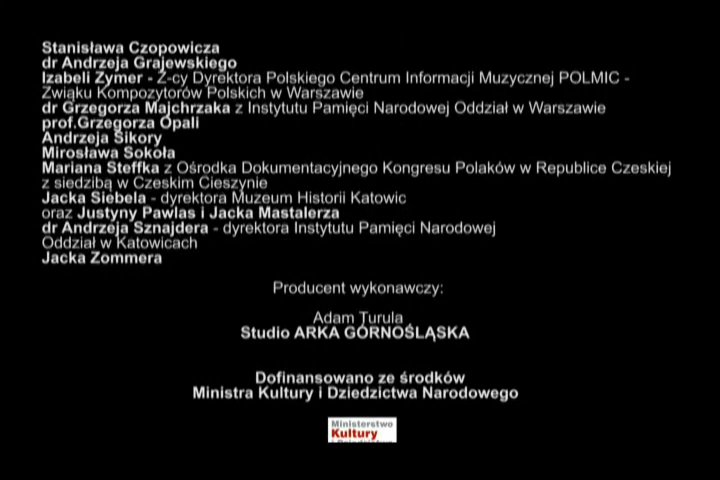 Stanisława Czopowicza
dr Andrzeja Grajewskiego
Izabeli Zymer - Z-cy Dyrektora Polskiego Centrum Informacji Muzycznej POLMIC -
Zwiąku Kompozytorów Polskich w Warszawie
dr Grzegorza Majchrzaka z Instytutu Pamięci Narodowej Oddział w Warszawie
prof.Grzegorza Opali
Andrzeja Sikory
Mirosława Sokoła
Mariana Steffka z Ośrodka Dokumentacyjnego Kongresu Polaków w Republice Czeskiej
z siedzibą w Czeskim Cieszynie
Jacka Siebela - dyrektora Muzeum Historii Katowic
oraz Justyny Pawlas i Jacka Mastalerza
dr Andrzeja Sznajdera - dyrektora Instytutu Pamięci Narodowej
Oddział w Katowicach
Jacka Zommera
Producent wykonawczy:
Adam Turula
Studio ARKA GÓRNOŚLĄSKA
Dofinansowano ze środków
Ministra Kultury i Dziedzictwa Narodowego
Ministerstwo
Kultury